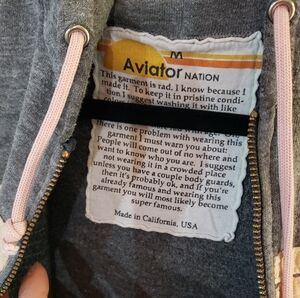 M
Aviator NATION
This garment is rad. I know because I
made it. To keep it in pristine condi-
tion I suggest washing it with like
there is one problem with wearing this
garment I must warn you about:
People will come out of no where and
want to know who you are. I suggest
not wearing it in a crowded place
unless you have a couple body guards,
then it's probably ok, and if you're
already famous and wearing this
garment you will most likely become
super famous.
Made in California, USA